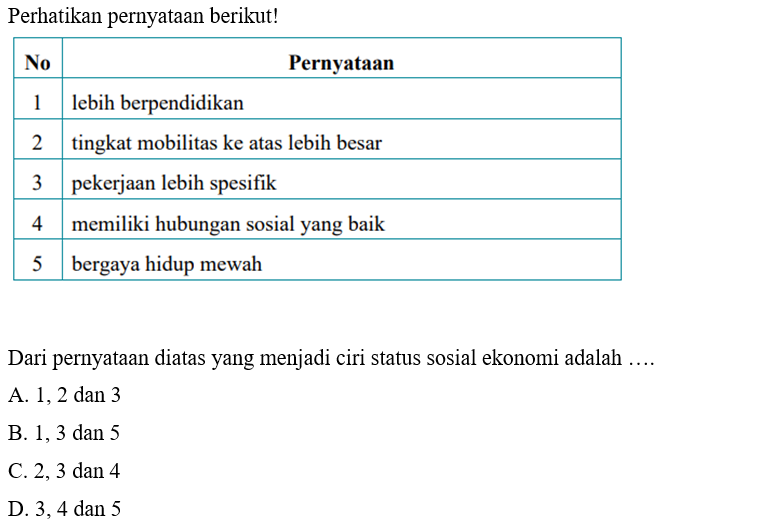 Perhatikan pernyataan berikut!
No Pernyataan
1 lebih berpendidikan
2 tingkat mobilitas ke atas lebih besar
3 pekerjaan lebih spesifik
4 memiliki hubungan sosial yang baik
5 bergaya hidup mewah
Dari pernyataan diatas yang menjadi ciri status sosial ekonomi adalah ….
A. 1, 2 dan 3
B. 1, 3 dan 5
C. 2, 3 dan 4
D. 3, 4 dan 5